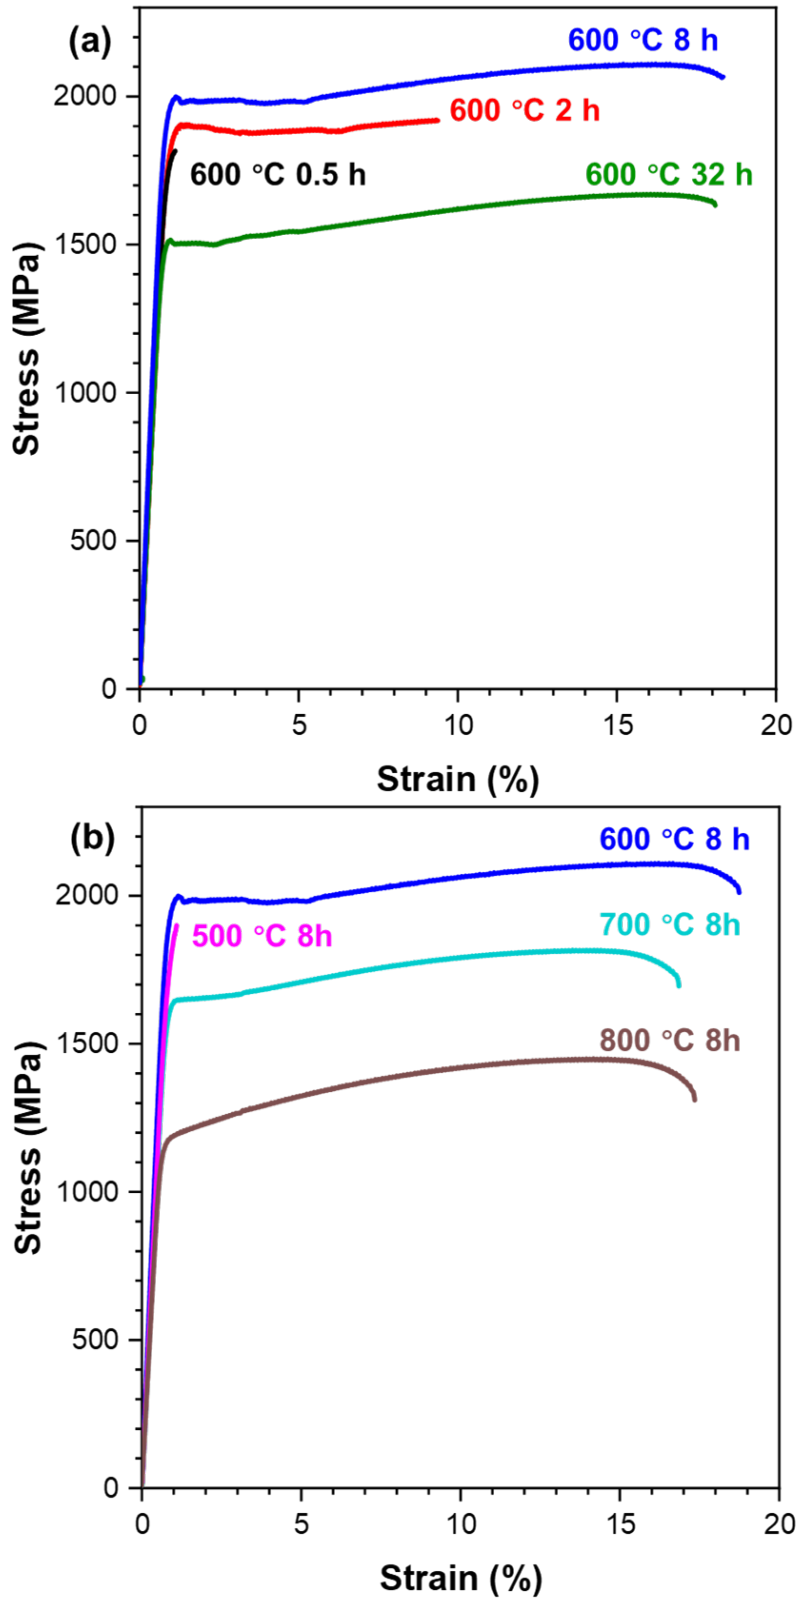 (a)
600 °C 8 h
2000
600 °C 2 h
600 °C 0.5 h
600 °C 32 h
1500
Stress (MPa)
1000
500
0
0 5 10 15 20
Strain (%)
(b)
600 °C 8 h
2000
500 °C 8h
700 °C 8h
1500
800 °C 8h
Stress (MPa)
1000
500
0
0 5 10 15 20
Strain (%)